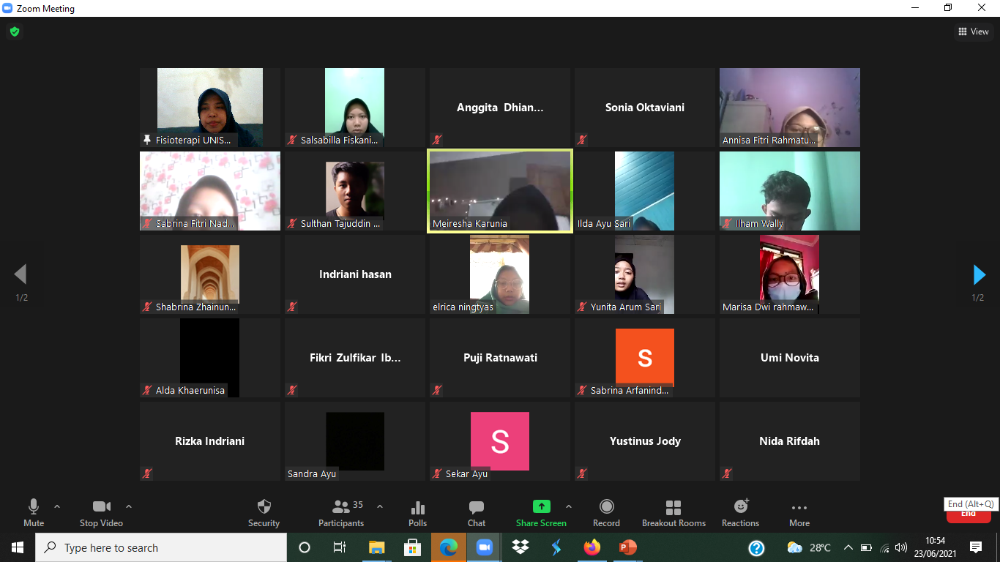 Zoom Meeting
View
Fisioterapi UNIS...
Salsabilla Fiskani...
Anggita Dhian...
Sonia Oktaviani
Annisa Fitri Rahmatu...
Sabrina Fitri Nad...
Sulthan Tajuddin ...
Meiresha Karunia
Ilda Ayu Sari
Ilham Wally
1/2
Shabrina Zhainun...
Indriani hasan
elrica ningtyas
Yunita Arum Sari
Marisa Dwi rahmaw...
1/2
Alda Khaerunisa
Fikri Zulfikar Ib...
Puji Ratnawati
S
Sabrina Arfanind...
Umi Novita
Rizka Indriani
Sandra Ayu
S
Sekar Ayu
Yustinus Jody
Nida Rifdah
Mute
Stop Video
Security
35
Participants
Polls
Chat
Share Screen
Record
Breakout Rooms
Reactions
More
End (Alt+Q)
End
Type here to search
28°C
10:54
23/06/2021